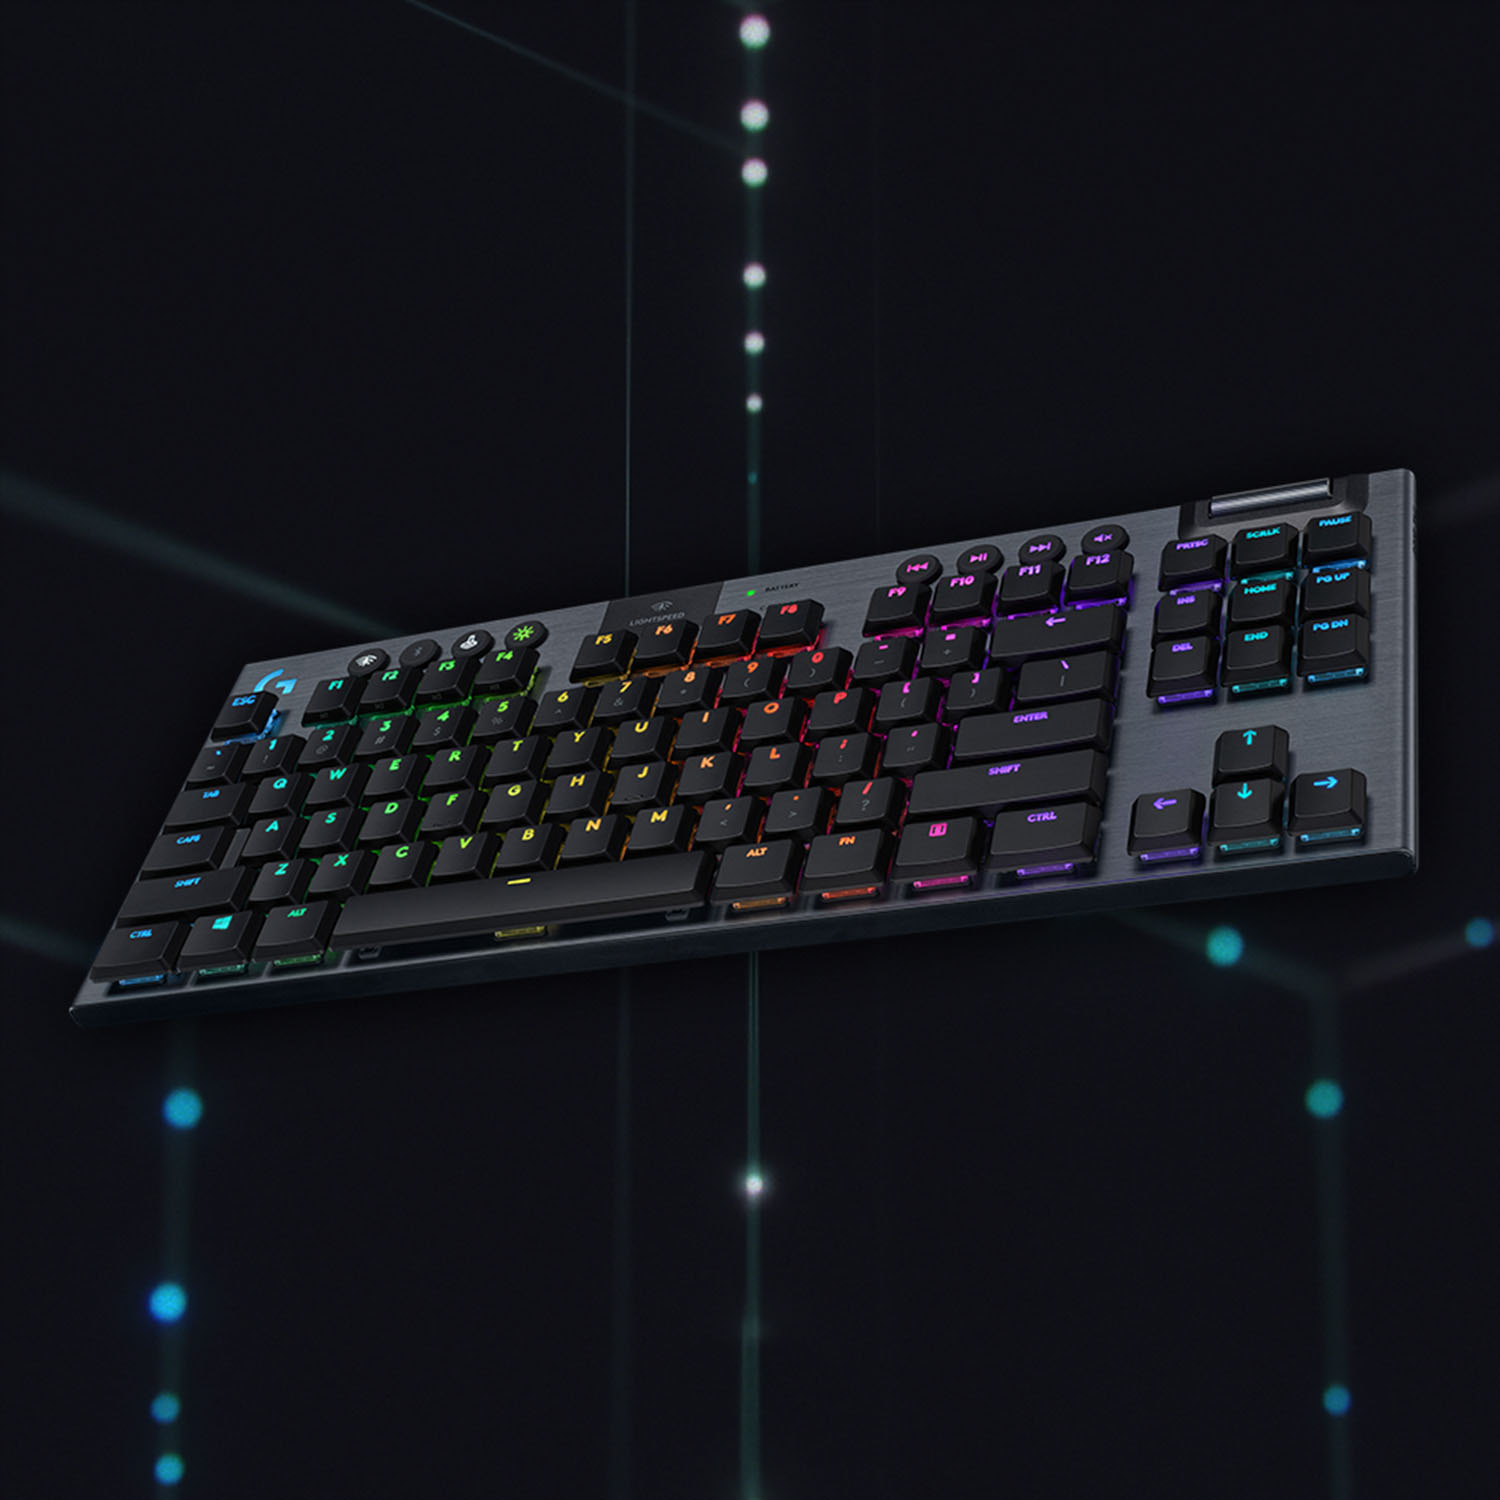 LIGHTSPEED
BATTERY
ESC F1 F2 F3 F4 F5 F6 F7 F8 F9 F10 F11 F12 PRTSC SCRLK PAUSE
` 1 2 3 4 5 6 7 8 9 0 - = ← INS HOME PG UP
TAB Q W E R T Y U I O P [ ] \ DEL END PG DN
CAPS A S D F G H J K L ; ' ENTER
SHIFT Z X C V B N M , . / ? SHIFT ↑
CTRL ALT ALT FN CTRL ← ↓ →